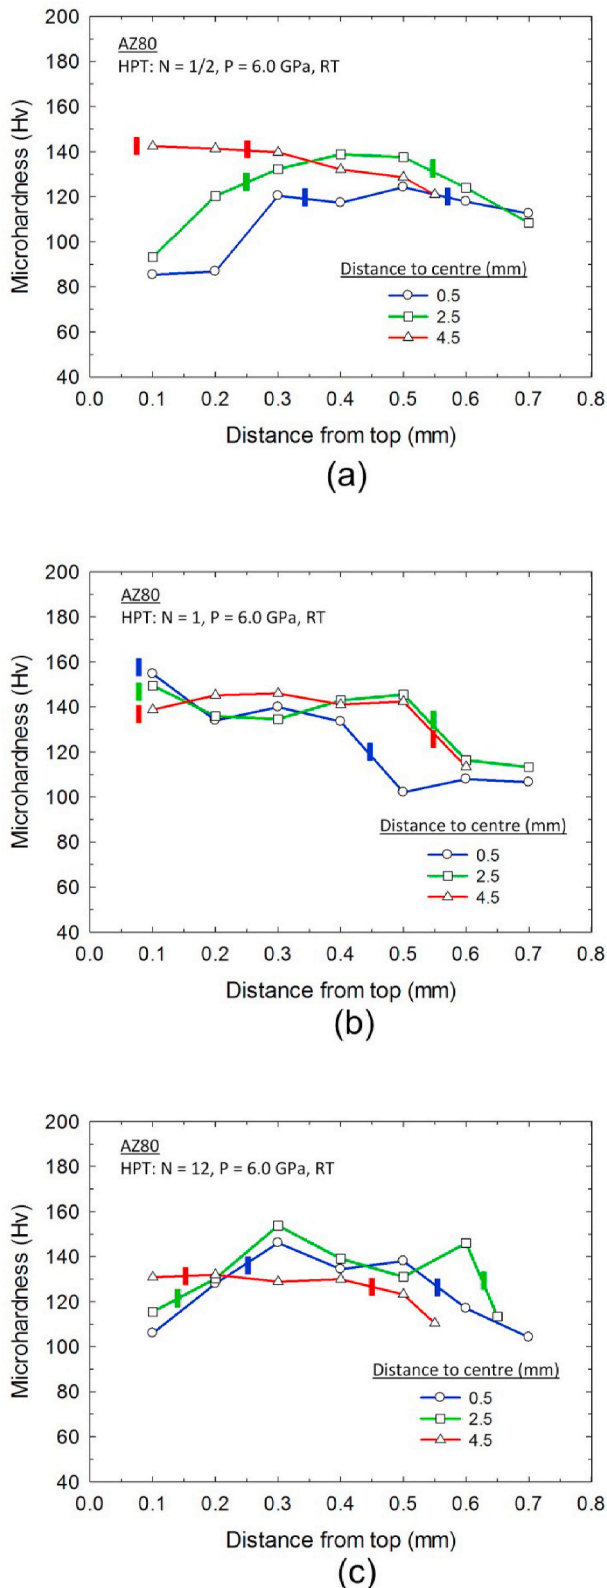 200
AZ80
HPT: N = 1/2, P = 6.0 GPa, RT
180
160
140
120
100
80
60
40
Microhardness (Hv)
Distance to centre (mm)
0.5
2.5
4.5
0.0 0.1 0.2 0.3 0.4 0.5 0.6 0.7 0.8
Distance from top (mm)
(a)
200
AZ80
HPT: N = 1, P = 6.0 GPa, RT
180
160
140
120
100
80
60
40
Microhardness (Hv)
Distance to centre (mm)
0.5
2.5
4.5
0.0 0.1 0.2 0.3 0.4 0.5 0.6 0.7 0.8
Distance from top (mm)
(b)
200
AZ80
HPT: N = 12, P = 6.0 GPa, RT
180
160
140
120
100
80
60
40
Microhardness (Hv)
Distance to centre (mm)
0.5
2.5
4.5
0.0 0.1 0.2 0.3 0.4 0.5 0.6 0.7 0.8
Distance from top (mm)
(c)